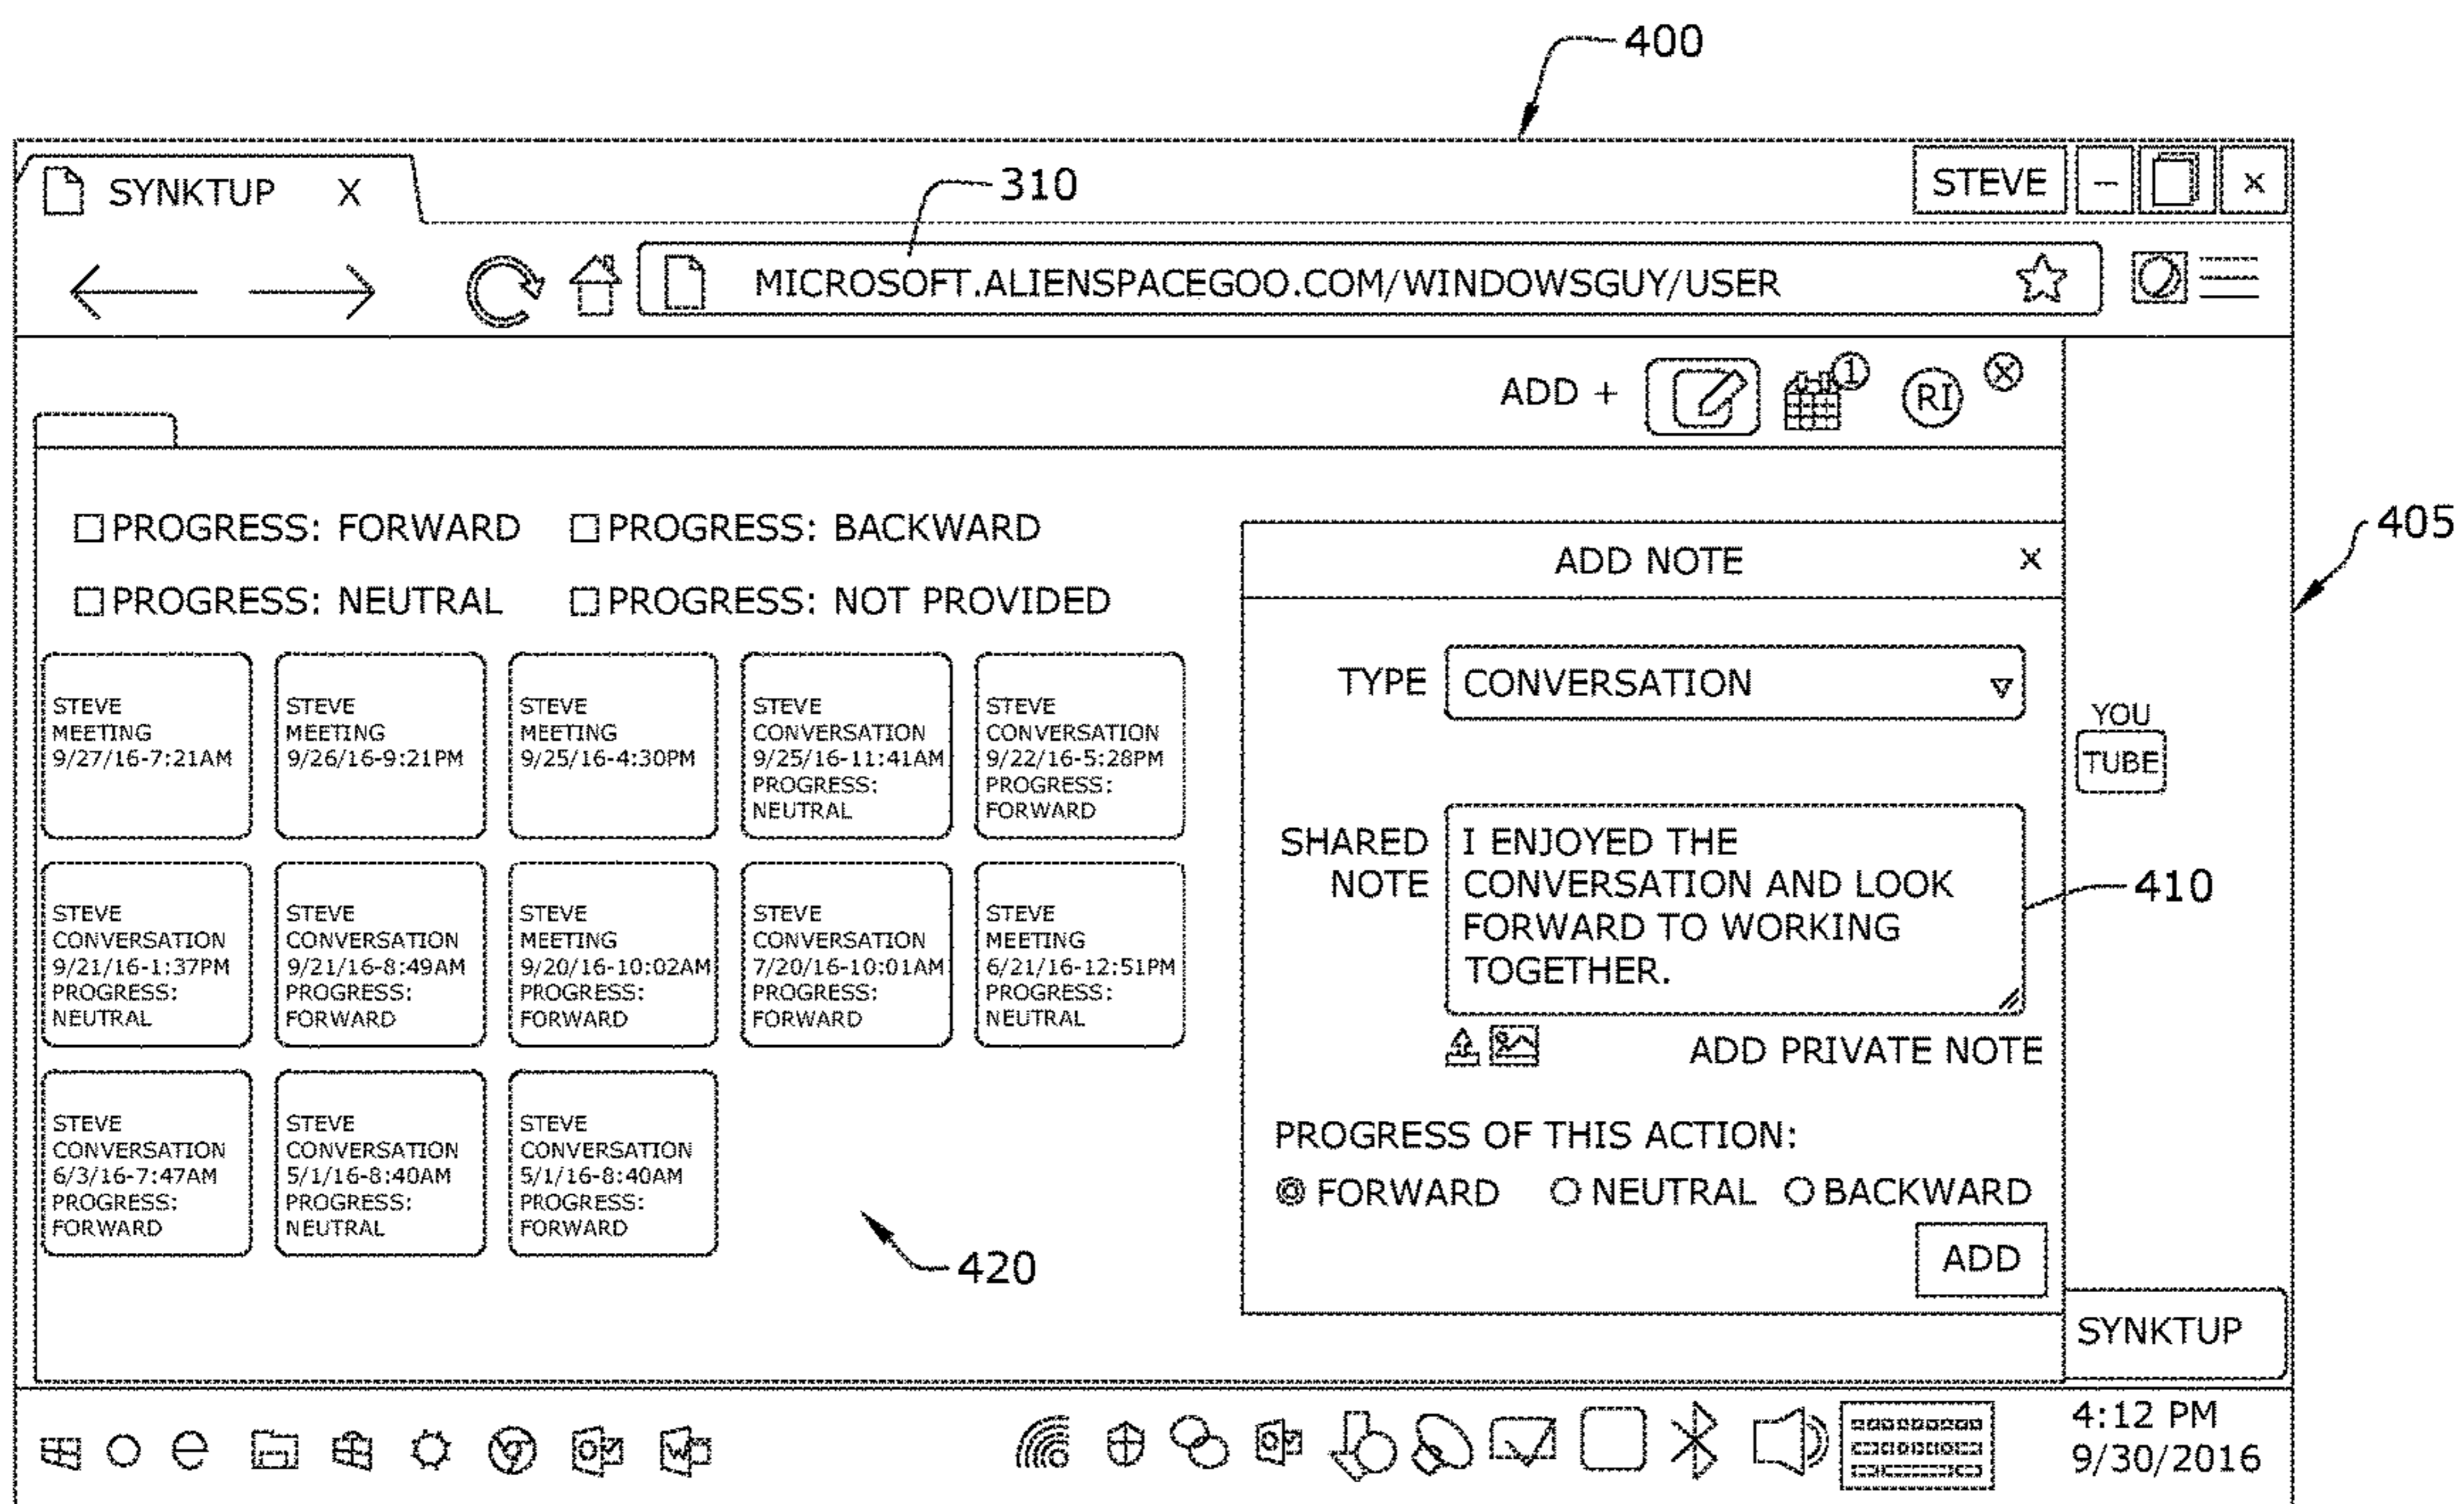 400
SYNKTUP X
310
STEVE – x
MICROSOFT.ALIENSPACEGOO.COM/WINDOWSGUY/USER
ADD + 1 RI X
PROGRESS: FORWARD PROGRESS: BACKWARD
PROGRESS: NEUTRAL PROGRESS: NOT PROVIDED
405
STEVE
MEETING
9/27/16-7:21AM
STEVE
MEETING
9/26/16-9:21PM
STEVE
MEETING
9/25/16-4:30PM
STEVE
CONVERSATION
9/25/16-11:41AM
PROGRESS:
NEUTRAL
STEVE
CONVERSATION
9/22/16-5:28PM
PROGRESS:
FORWARD
STEVE
CONVERSATION
9/21/16-1:37PM
PROGRESS:
NEUTRAL
STEVE
CONVERSATION
9/21/16-8:49AM
PROGRESS:
FORWARD
STEVE
MEETING
9/20/16-10:02AM
PROGRESS:
FORWARD
STEVE
CONVERSATION
7/20/16-10:01AM
PROGRESS:
FORWARD
STEVE
MEETING
6/21/16-12:51PM
PROGRESS:
NEUTRAL
STEVE
CONVERSATION
6/3/16-7:47AM
PROGRESS:
FORWARD
STEVE
CONVERSATION
5/1/16-8:40AM
PROGRESS:
NEUTRAL
STEVE
CONVERSATION
5/1/16-8:40AM
PROGRESS:
FORWARD
420
ADD NOTE x
TYPE CONVERSATION
SHARED
NOTE
I ENJOYED THE
CONVERSATION AND LOOK
FORWARD TO WORKING
TOGETHER.
410
ADD PRIVATE NOTE
PROGRESS OF THIS ACTION:
FORWARD NEUTRAL BACKWARD
ADD
YOU
TUBE
SYNKTUP
4:12 PM
9/30/2016